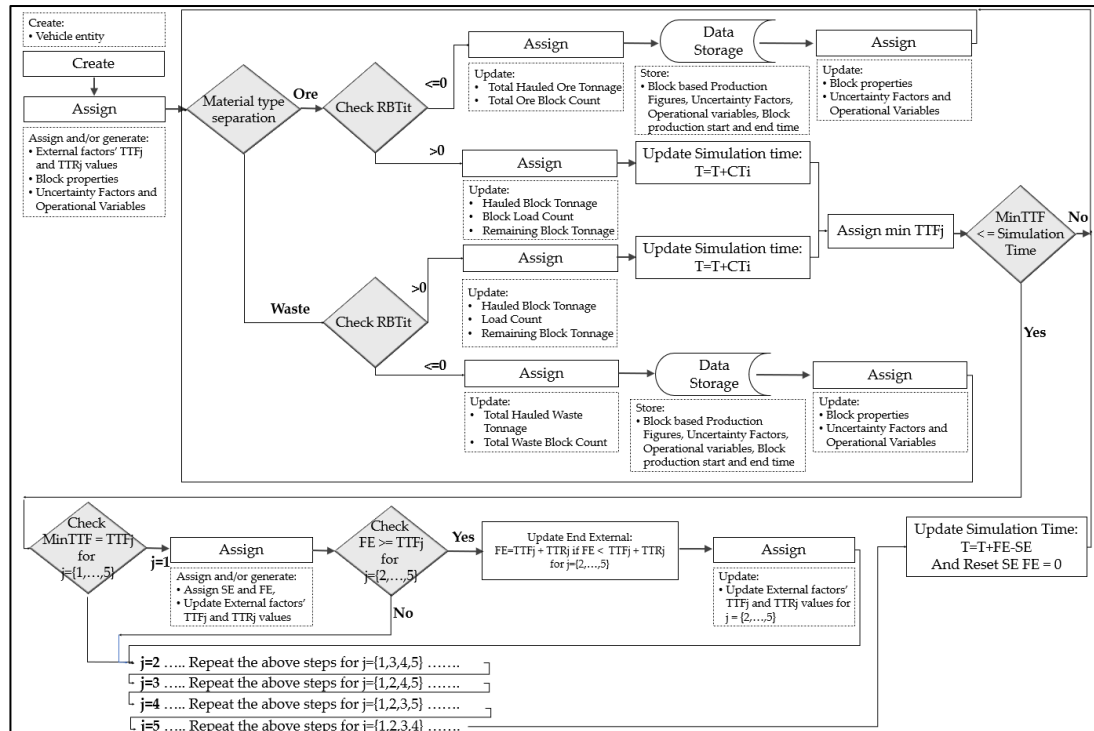 Create:
• Vehicle entity
Create
Assign
Assign and/or generate:
• External factors' TTFj
and TTRj values
• Block properties
• Uncertainty Factors and
Operational Variables
Material type
separation
Ore
Waste
Check RBTit
<=0
>0
Assign
Update:
• Total Hauled Ore Tonnage
• Total Ore Block Count
Data
Storage
Store:
• Block based Production
Figures, Uncertainty Factors,
Operational variables, Block
production start and end time
Assign
Update:
• Block properties
• Uncertainty Factors and
Operational Variables
Assign
Update:
• Hauled Block Tonnage
• Block Load Count
• Remaining Block Tonnage
Update Simulation time:
T=T+CTi
Check RBTit
>0
<=0
Assign
Update:
• Hauled Block Tonnage
• Load Count
• Remaining Block Tonnage
Update Simulation time:
T=T+CTi
Assign min TTFj
MinTTF
<= Simulation
Time
No
Yes
Assign
Update:
• Total Hauled Waste
Tonnage
• Total Waste Block Count
Data
Storage
Store:
• Block based Production
Figures, Uncertainty Factors,
Operational variables, Block
production start and end time
Assign
Update:
• Block properties
• Uncertainty Factors and
Operational Variables
Check
MinTTF = TTFj
for
j={1,…,5}
j=1
Assign
Assign and/or generate:
• Assign SE and FE,
• Update External factors'
TTFj and TTRj values
Check
FE >= TTFj
for
j={2,…,5}
Yes
No
Update End External:
FE=TTFj + TTRj if FE < TTFj + TTRj
for j={2,…,5}
Assign
Update:
• Update External factors'
TTFj and TTRj values for
j = {2,…,5}
Update Simulation Time:
T=T+FE-SE
And Reset SE FE = 0
j=2 ….. Repeat the above steps for j={1,3,4,5} …….
j=3 ….. Repeat the above steps for j={1,2,4,5} …….
j=4 ….. Repeat the above steps for j={1,2,3,5} …….
j=5 ….. Repeat the above steps for j={1,2,3,4} …….